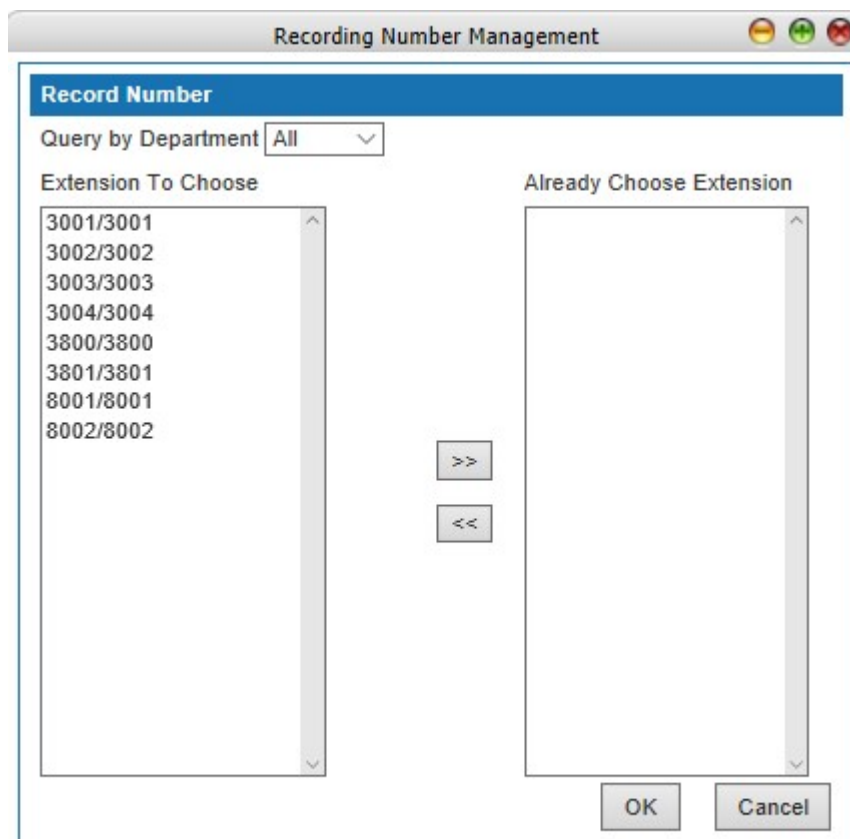 Recording Number Management
Record Number
Query by Department All
Extension To Choose
Already Choose Extension
3001/3001
3002/3002
3003/3003
3004/3004
3800/3800
3801/3801
8001/8001
8002/8002
>>
<<
OK Cancel